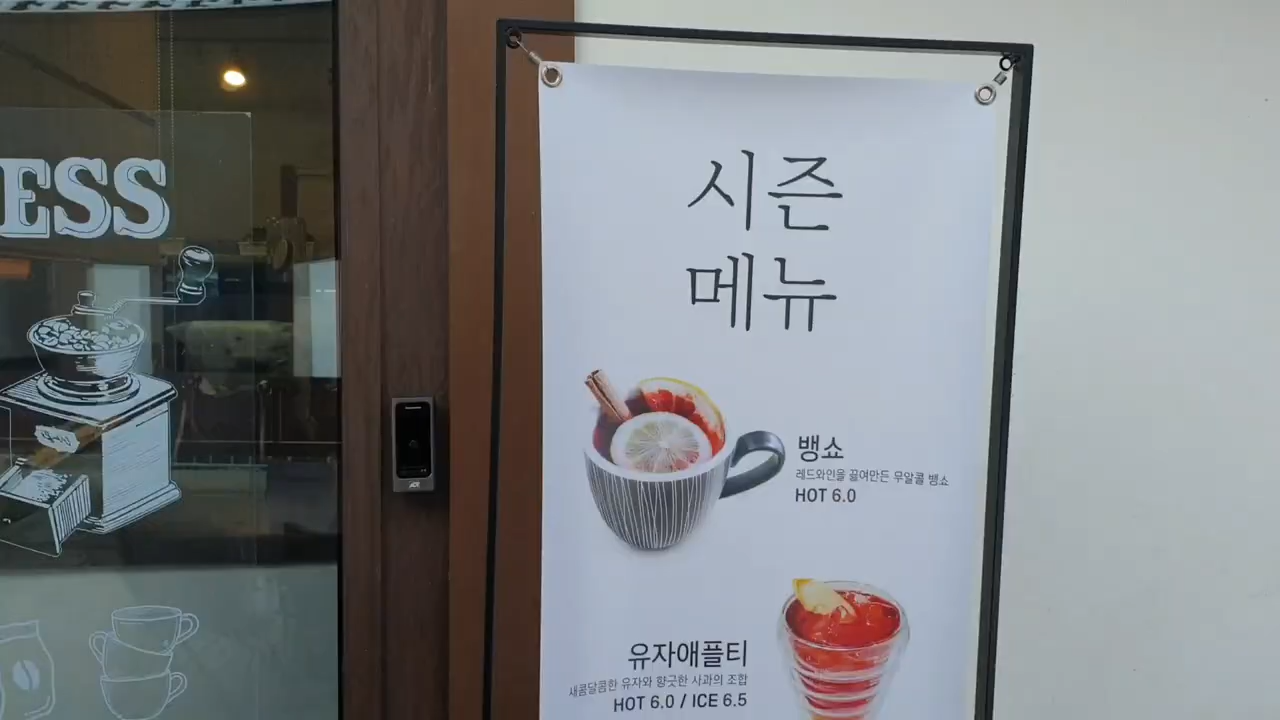 ESS
시즌
메뉴
뱅쇼
레드와인을 끓여만든 무알콜 뱅쇼
HOT 6.0
유자애플티
새콤달콤한 유자와 향긋한 사과의 조합
HOT 6.0 / ICE 6.5
ADT